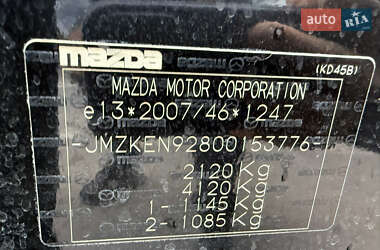 auto RIA
mazda
(KD45B)
MAZDA MOTOR CORPORATION
e13*2007/46*1247
-JMZKEN92800153776-
2120 Kg
4120 Kg
1- 1145 Kg
2- 1085 Kg